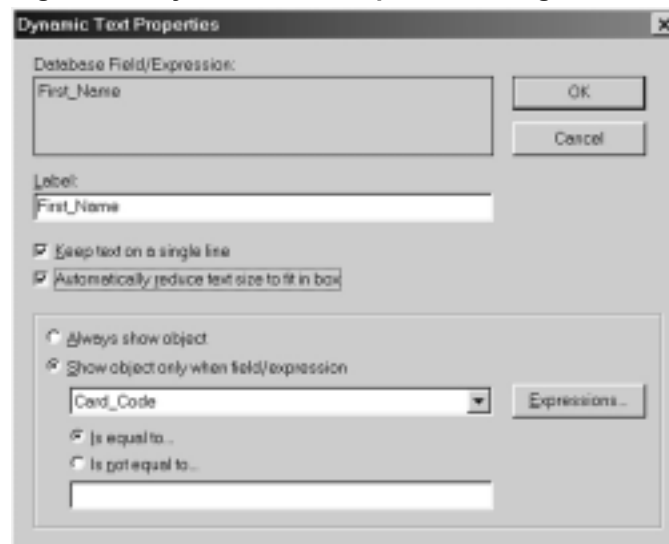 Dynamic Text Properties
Database Field/Expression:
First_Name
OK
Cancel
Label:
First_Name
Keep text on a single line
Automatically reduce text size to fit in box
Always show object
Show object only when field/expression
Card_Code
Expressions...
Is equal to...
Is not equal to...